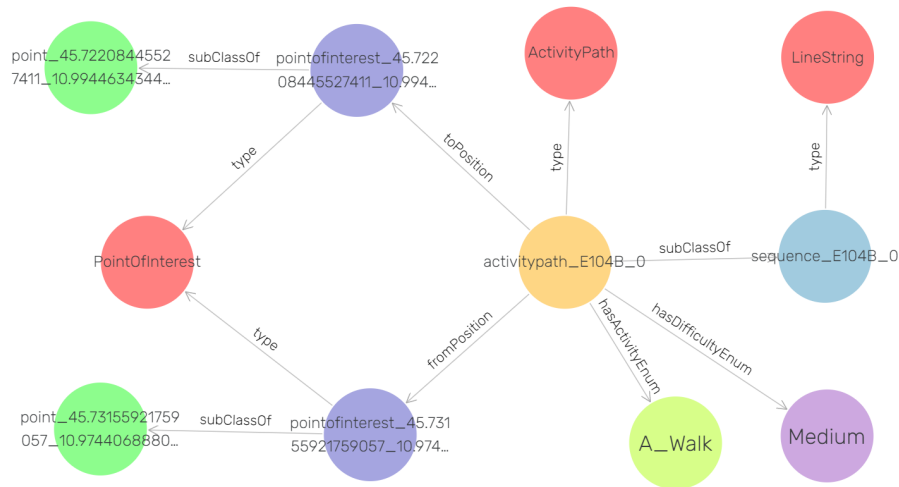 point_45.7220844552
7411_10.9944634344...
subClassOf
pointofinterest_45.722
08445527411_10.994...
ActivityPath
LineString
type
toPosition
type
type
PointOfInterest
activitypath_E104B_0
subClassOf
sequence_E104B_0
type
fromPosition
hasActivityEnum
hasDifficultyEnum
point_45.73155921759
057_10.9744068880...
subClassOf
pointofinterest_45.731
55921759057_10.974...
A_Walk
Medium